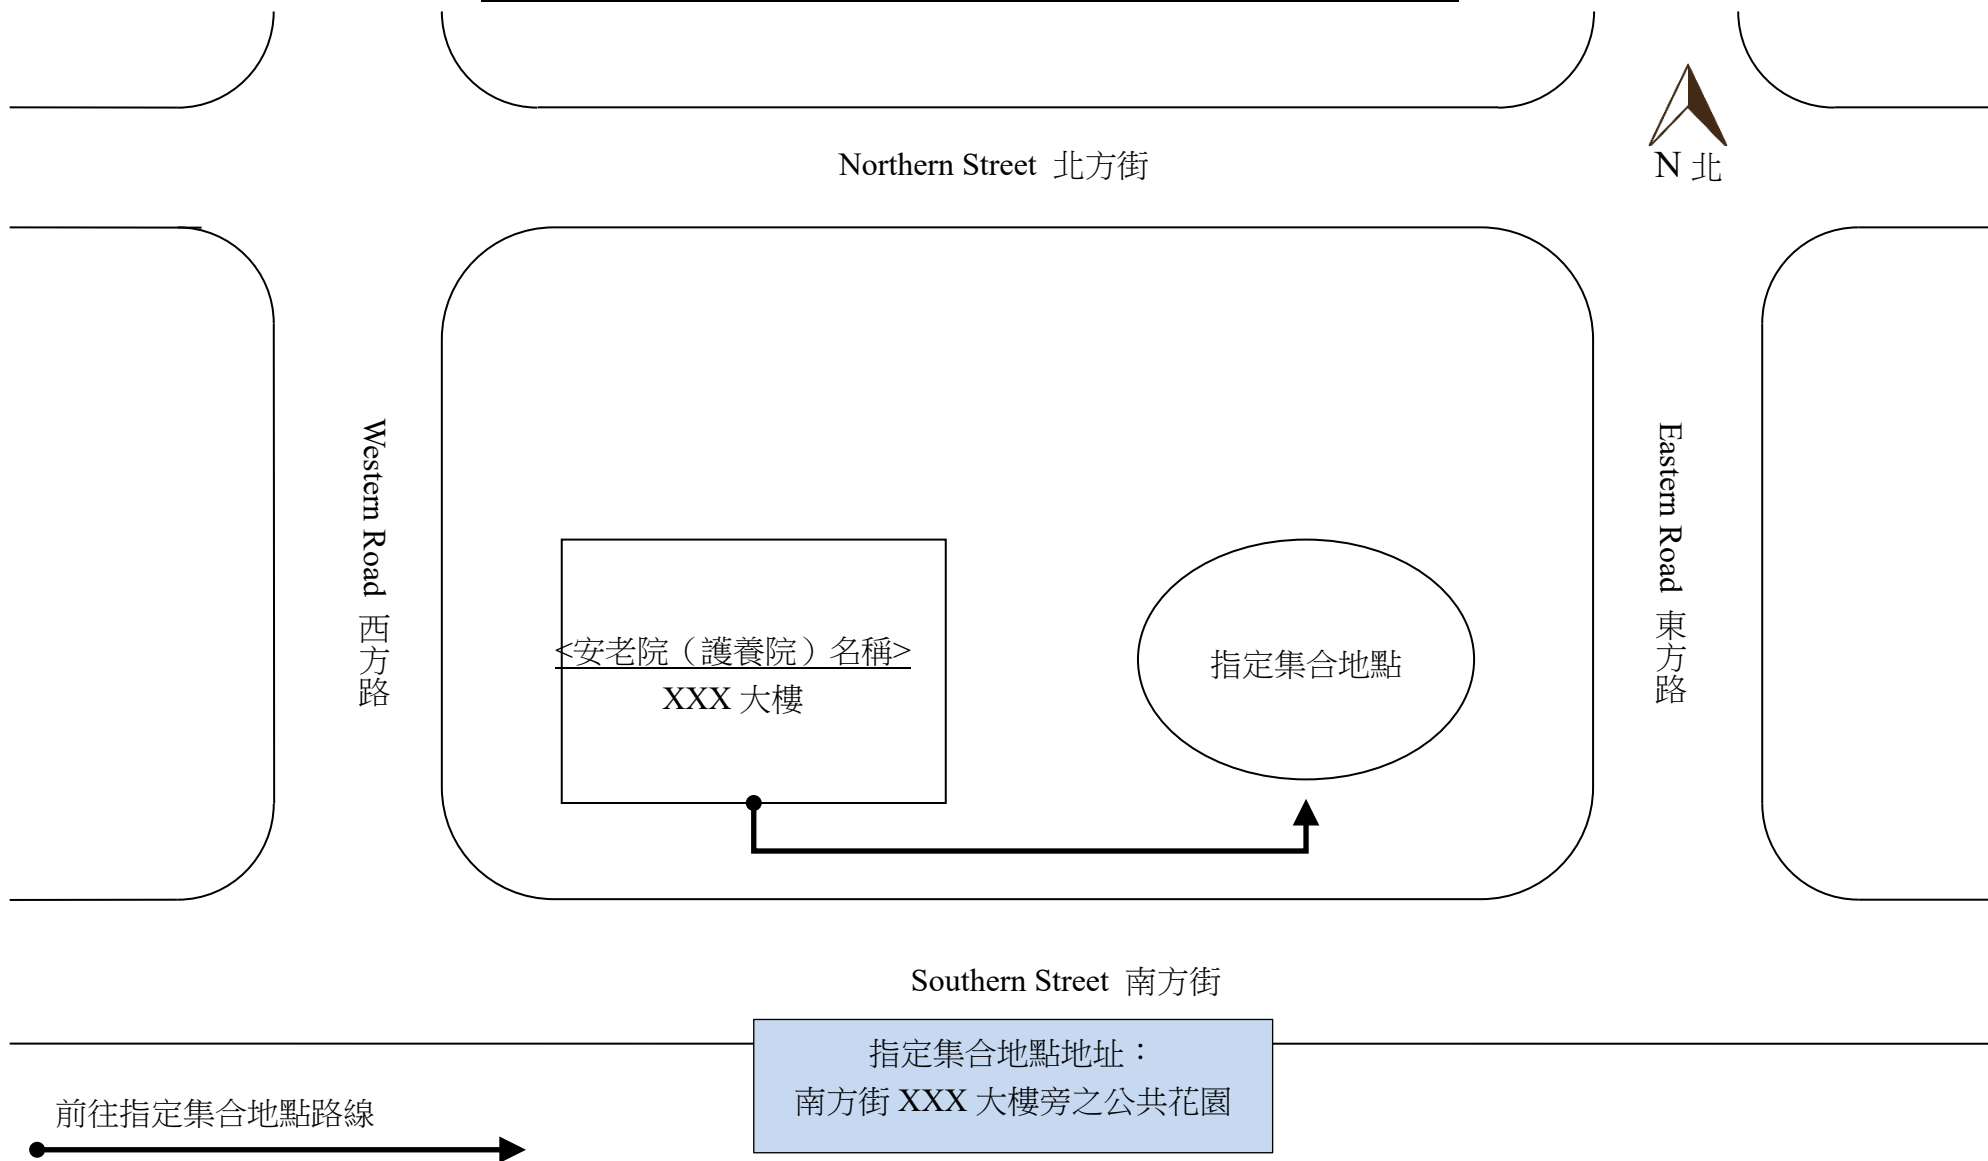 Northern Street 北方街
N 北
Western Road 西方路
Eastern Road 東方路
<安老院（護養院）名稱>
XXX 大樓
指定集合地點
Southern Street 南方街
指定集合地點地址：
南方街 XXX 大樓旁之公共花園
前往指定集合地點路線